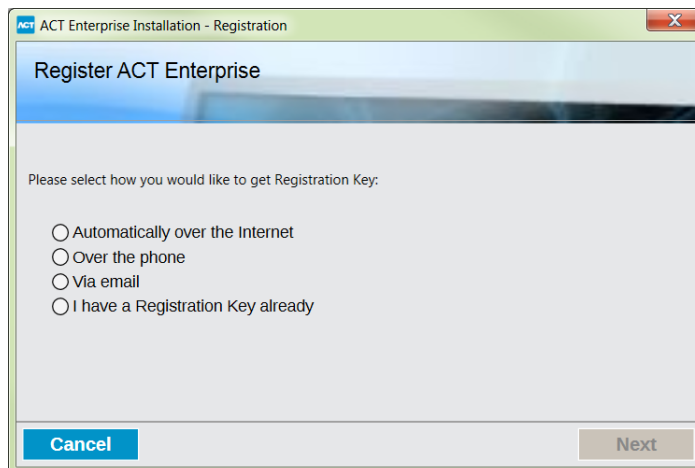 ACT ACT Enterprise Installation - Registration
X
Register ACT Enterprise
Please select how you would like to get Registration Key:
Automatically over the Internet
Over the phone
Via email
I have a Registration Key already
Cancel
Next